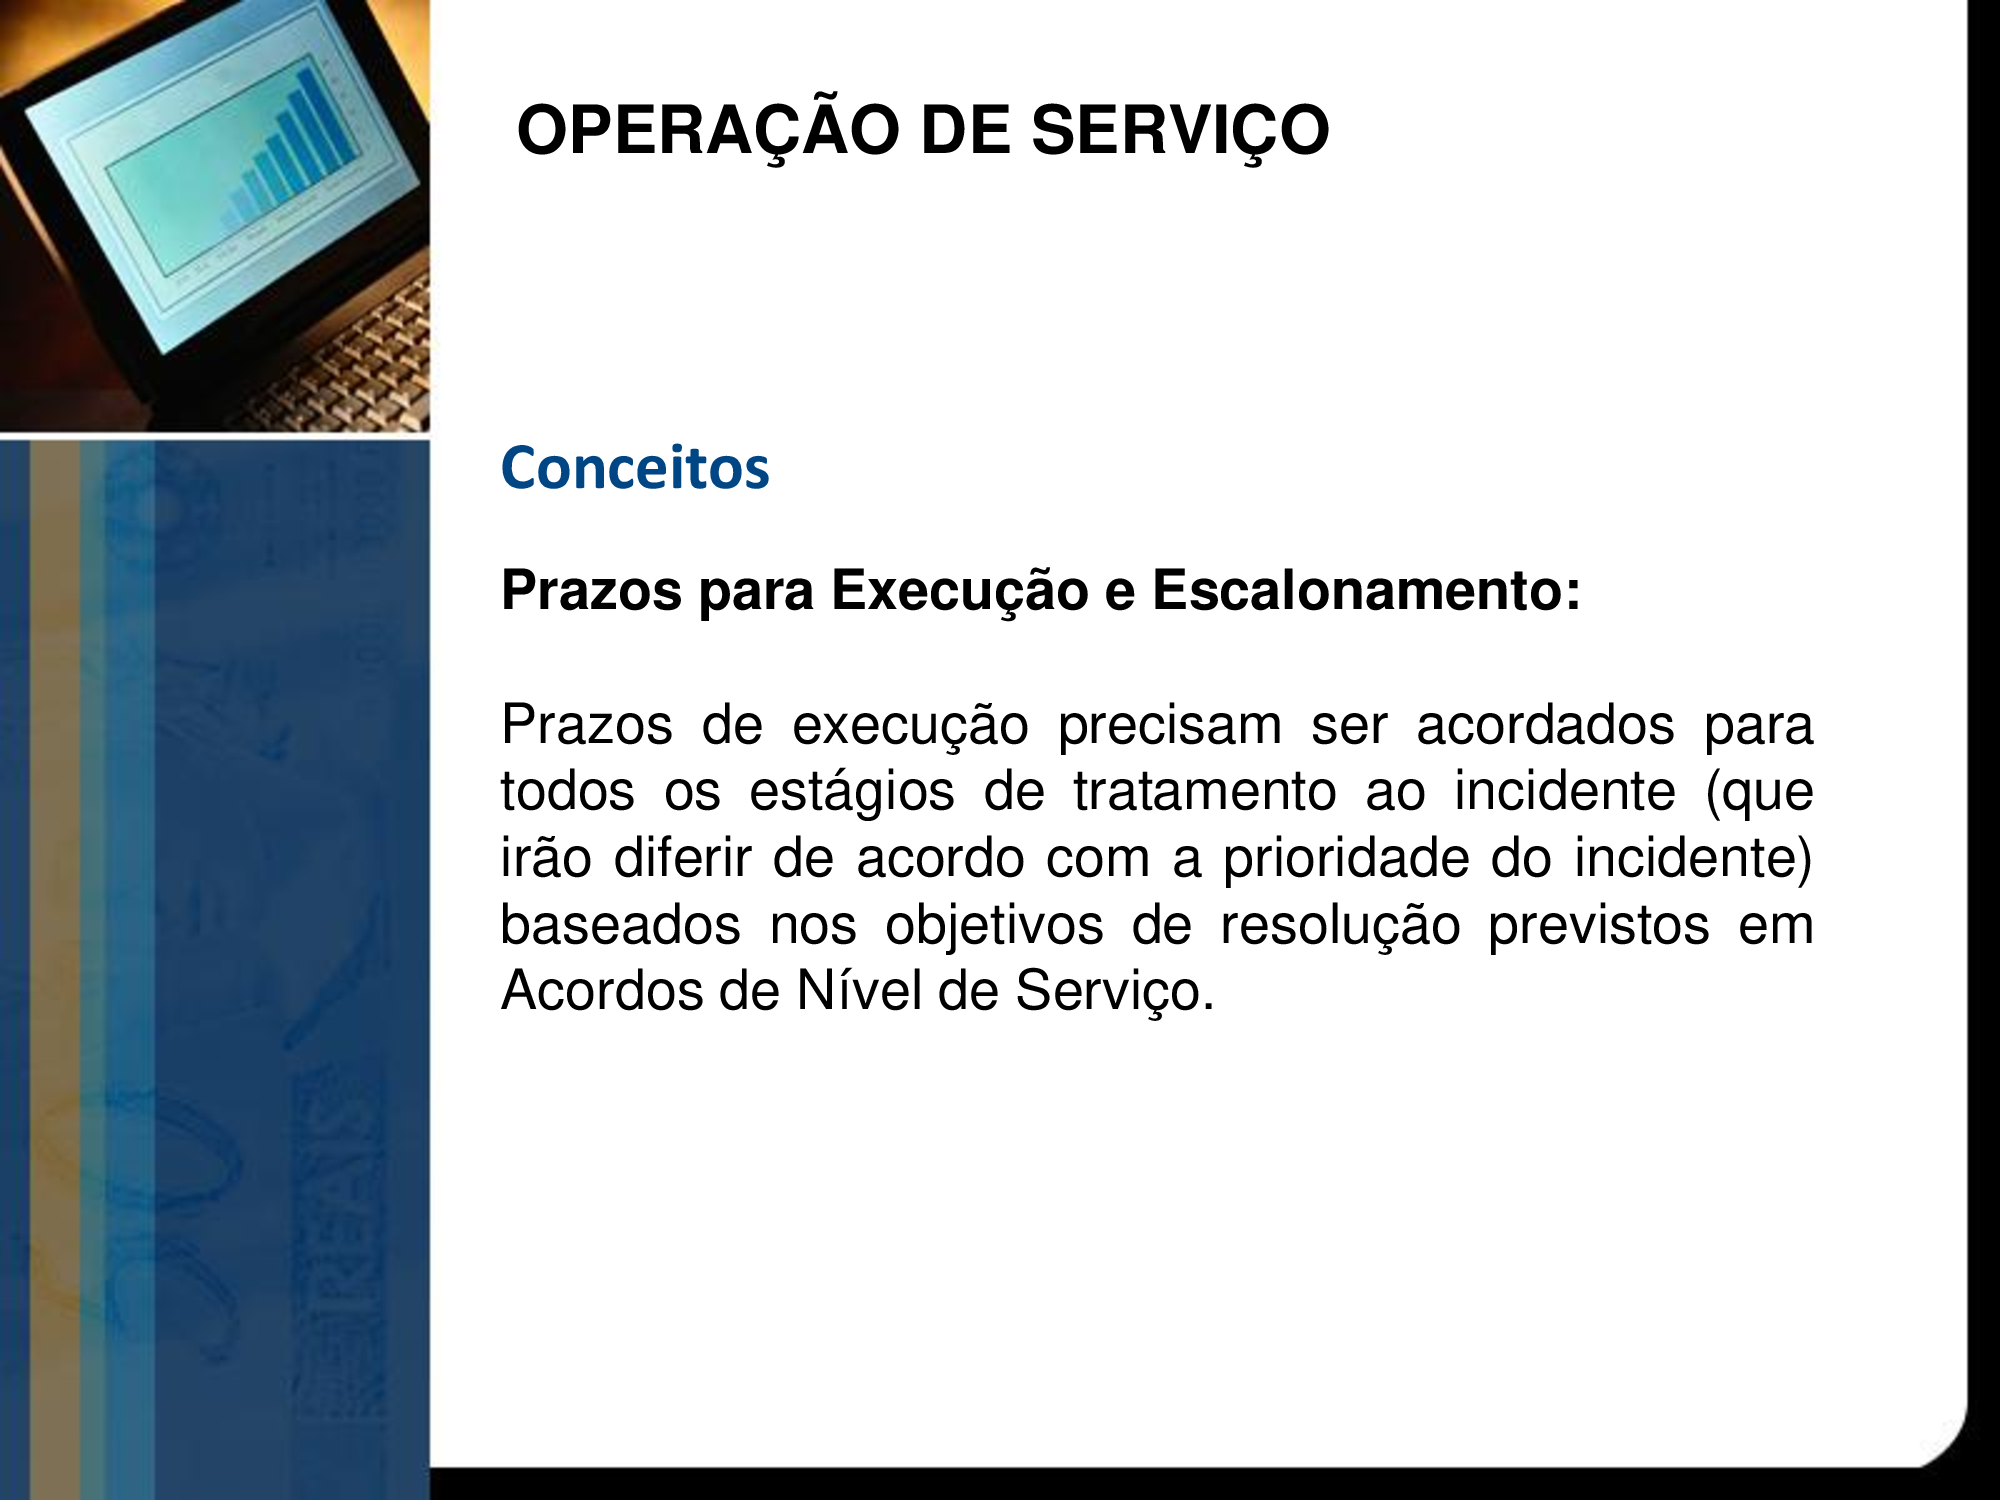 OPERAÇÃO DE SERVIÇO
Conceitos
Prazos para Execução e Escalonamento:
Prazos de execução precisam ser acordados para
todos os estágios de tratamento ao incidente (que
irão diferir de acordo com a prioridade do incidente)
baseados nos objetivos de resolução previstos em
Acordos de Nível de Serviço.
REAIS